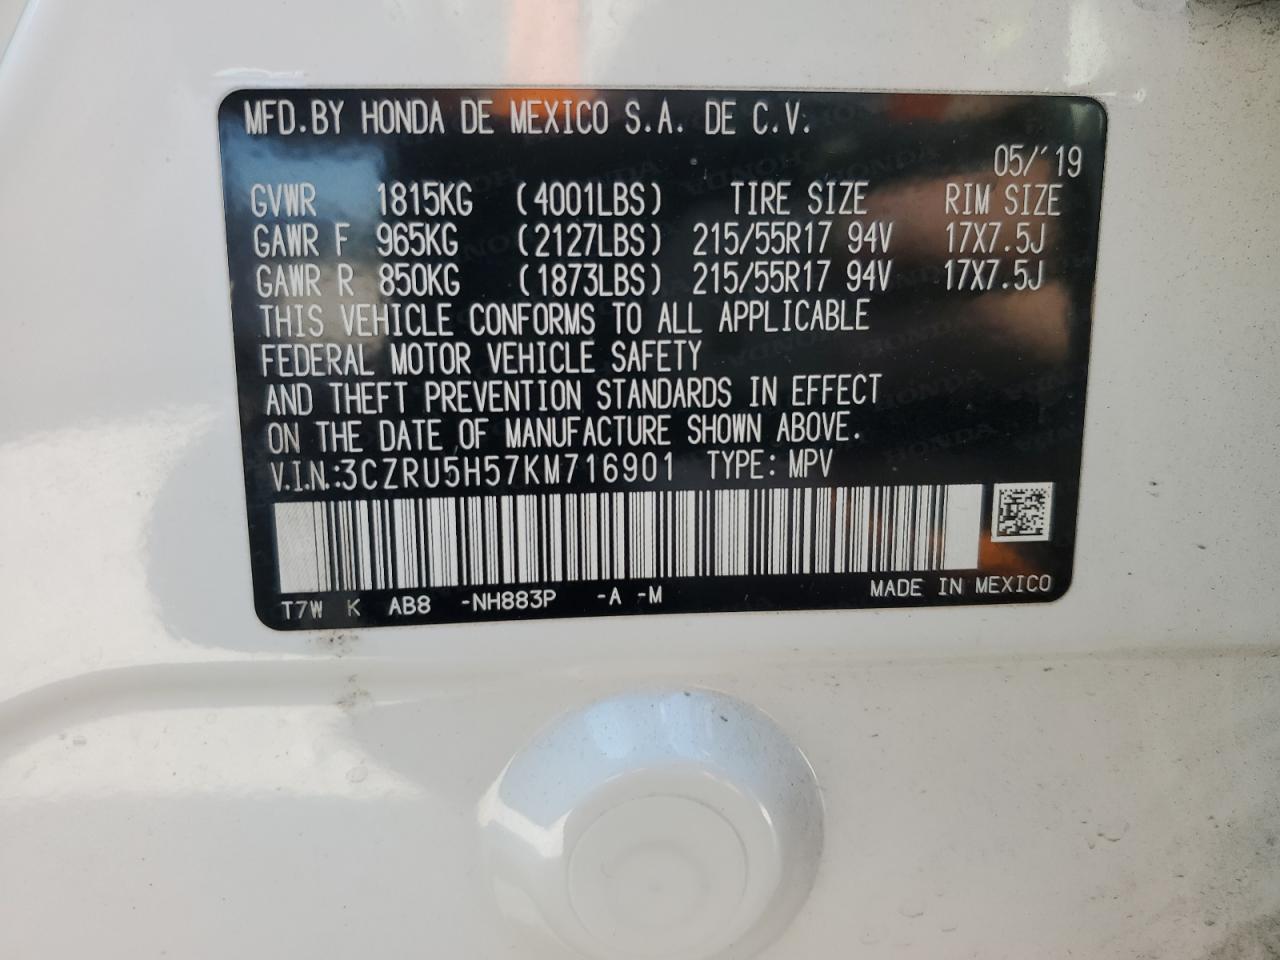 MFD.BY HONDA DE MEXICO S.A. DE C.V.
05/'19
GVWR 1815KG (4001LBS) TIRE SIZE RIM SIZE
GAWR F 965KG (2127LBS) 215/55R17 94V 17X7.5J
GAWR R 850KG (1873LBS) 215/55R17 94V 17X7.5J
THIS VEHICLE CONFORMS TO ALL APPLICABLE
FEDERAL MOTOR VEHICLE SAFETY
AND THEFT PREVENTION STANDARDS IN EFFECT
ON THE DATE OF MANUFACTURE SHOWN ABOVE.
V.I.N.:3CZRU5H57KM716901 TYPE: MPV
T7W K AB8 -NH883P -A -M MADE IN MEXICO